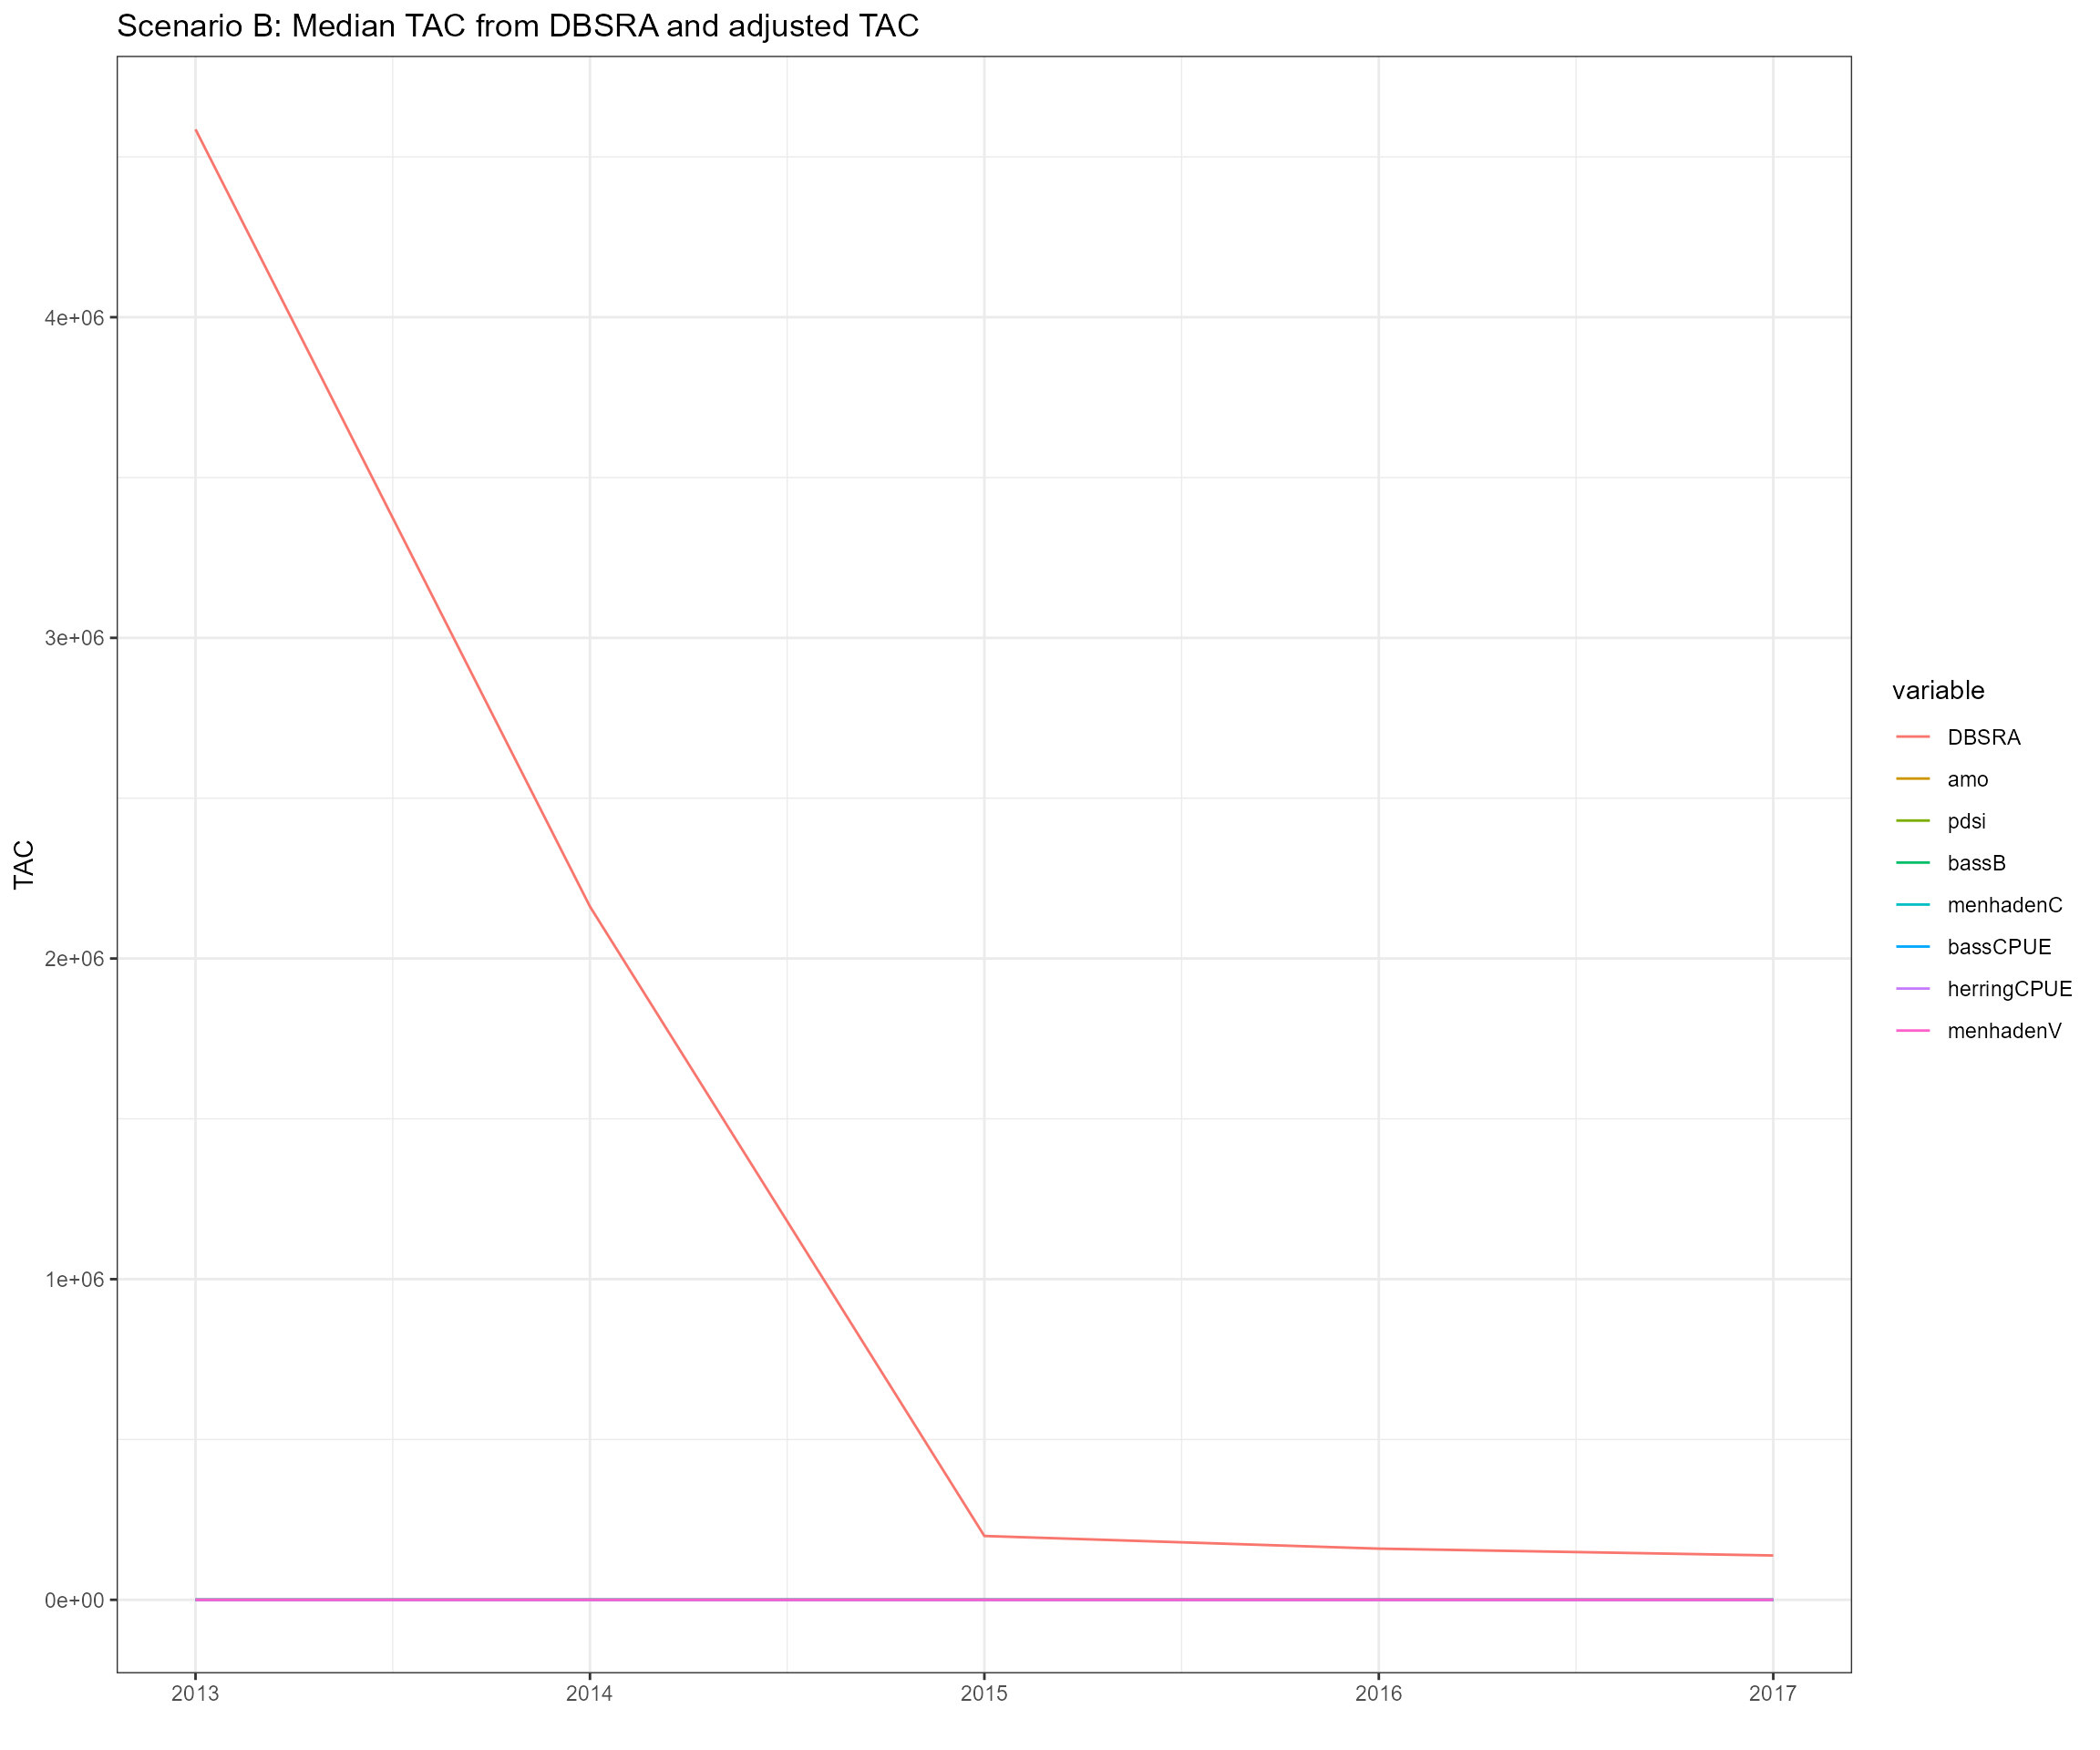 Scenario B: Median TAC from DBSRA and adjusted TAC
TAC
4e+06
3e+06
2e+06
1e+06
0e+00
2013
2014
2015
2016
2017
variable
DBSRA
amo
pdsi
bassB
menhadenC
bassCPUE
herringCPUE
menhadenV